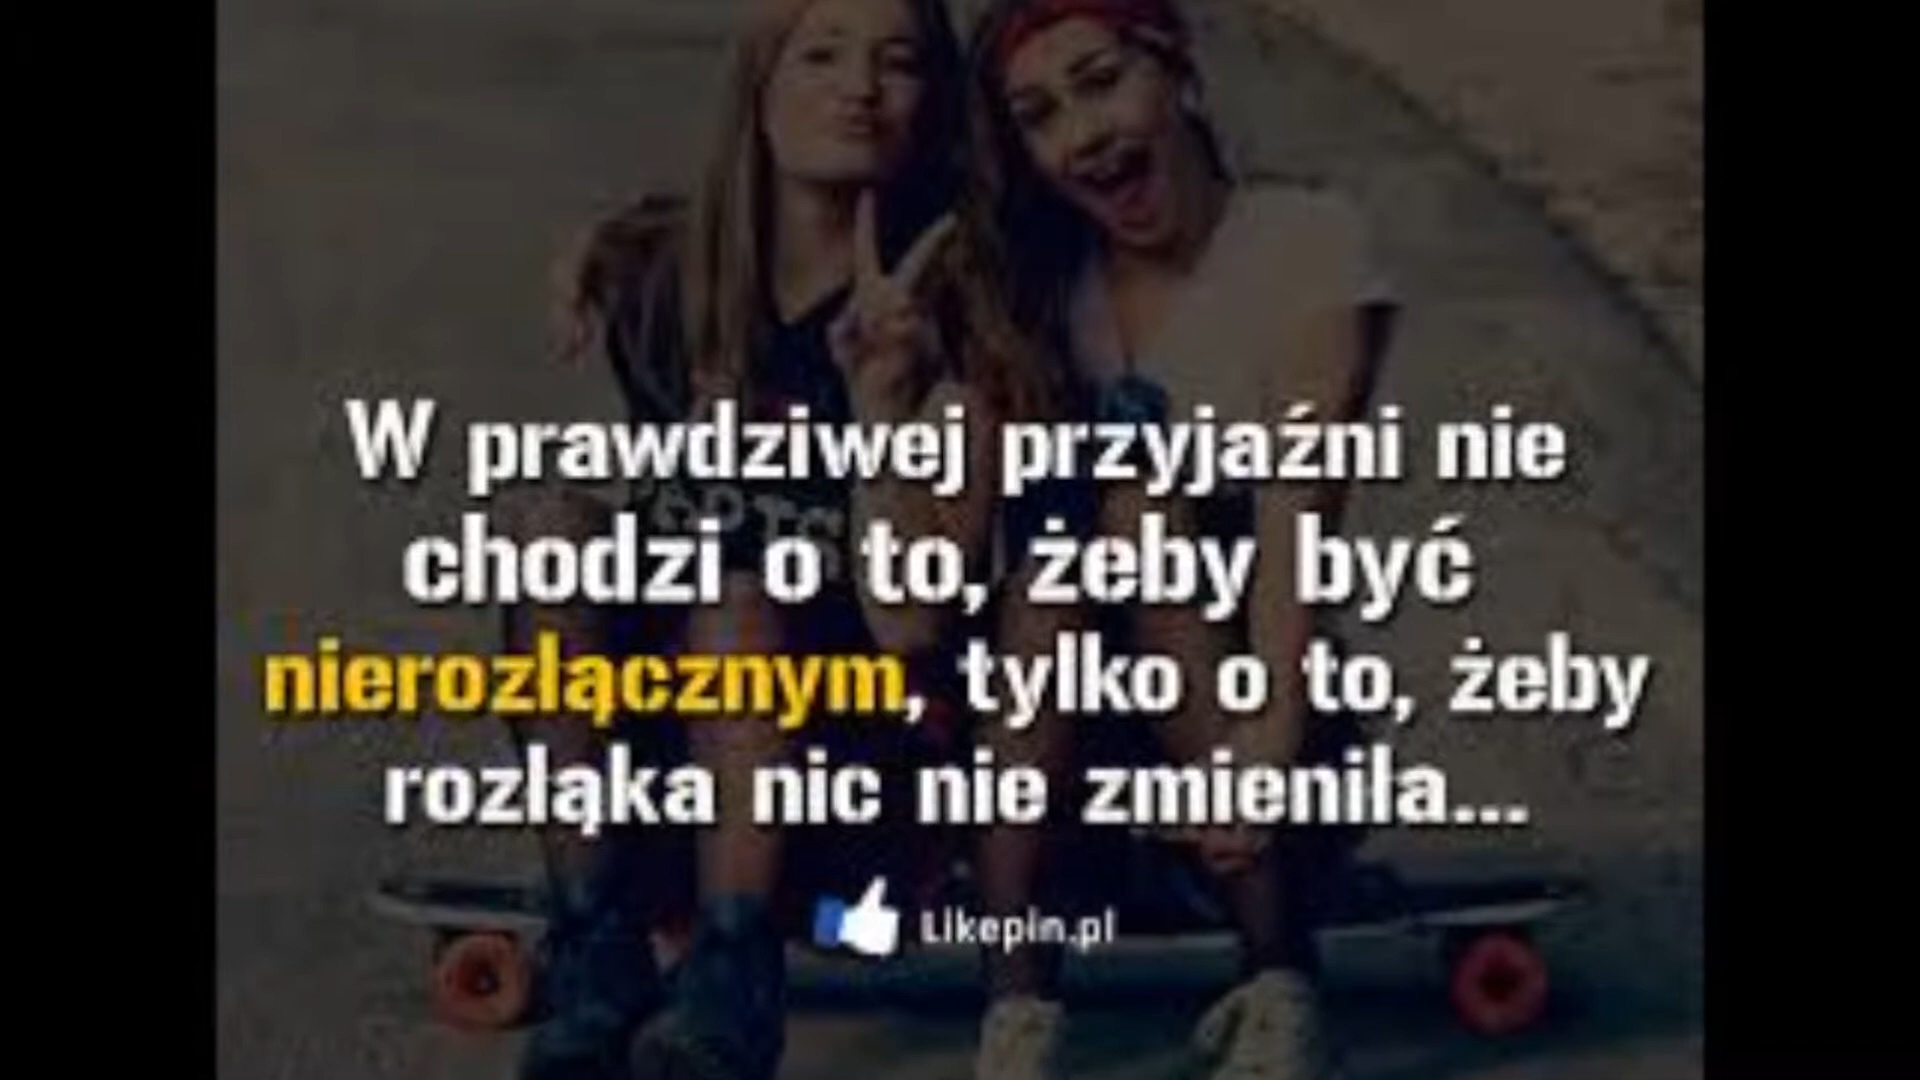 W prawdziwej przyjaźni nie
chodzi o to, żeby być
nierozłącznym, tylko o to, żeby
rozłąka nic nie zmieniła...
Likepin.pl